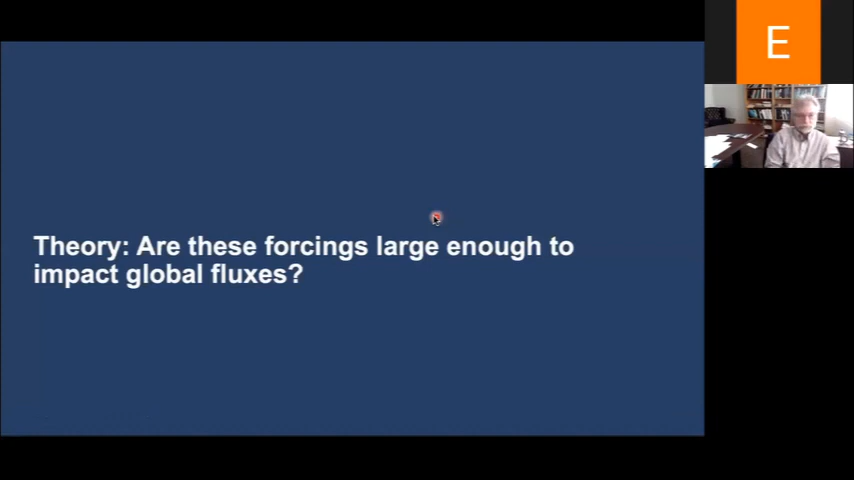 E
Theory: Are these forcings large enough to
impact global fluxes?